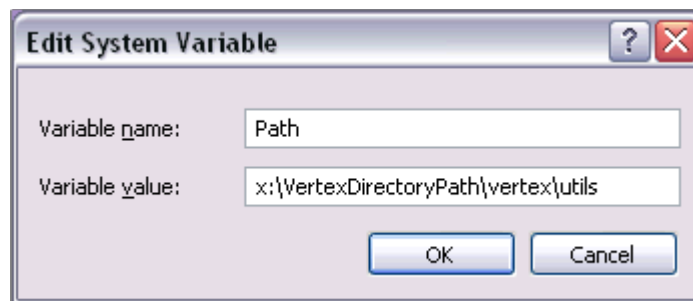 Edit System Variable
?
Variable name: Path
Variable value: x:\VertexDirectoryPath\vertex\utils
OK Cancel